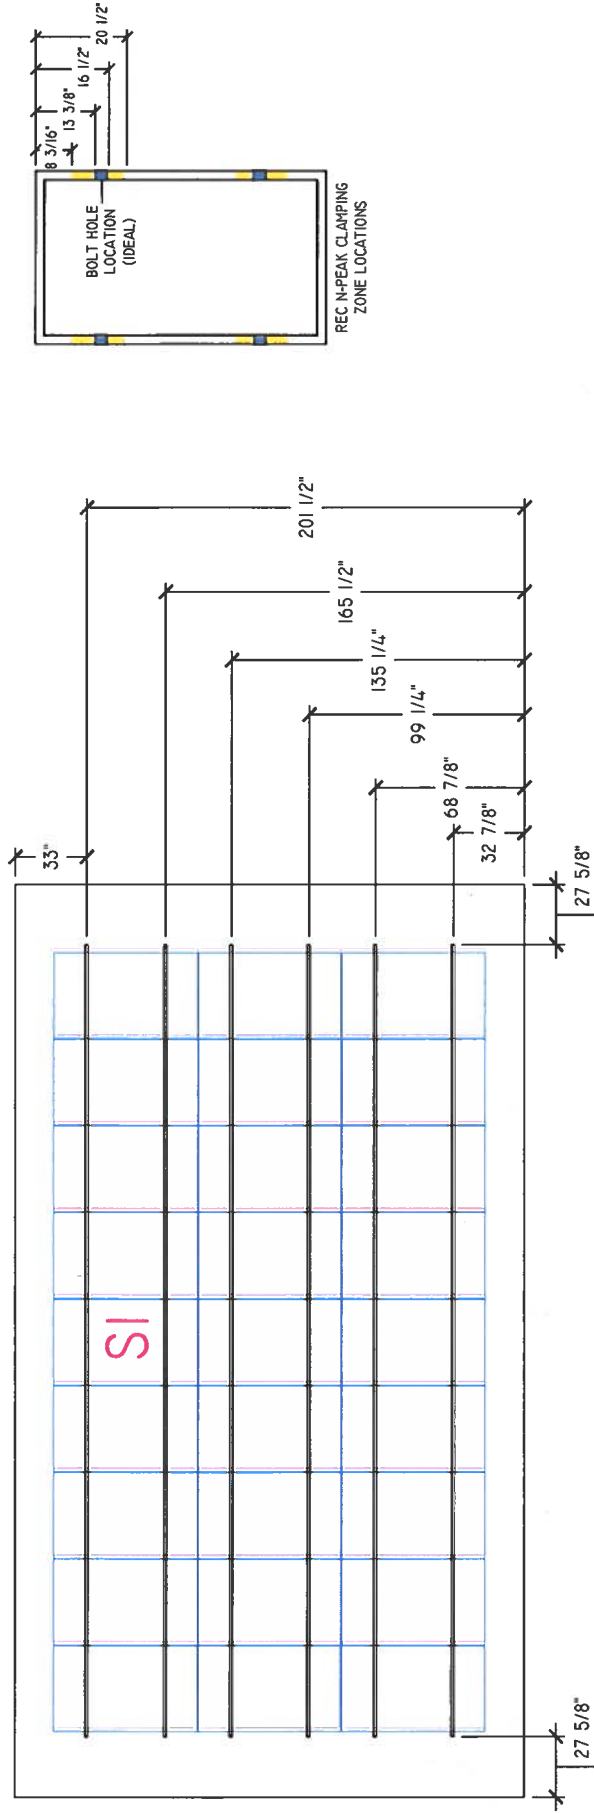 8 3/16"
13 3/8"
16 1/2"
20 1/2"
BOLT HOLE
LOCATION
(IDEAL)
REC N-PEAK CLAMPING
ZONE LOCATIONS
33"
201 1/2"
165 1/2"
135 1/4"
99 1/4"
68 7/8"
32 7/8"
27 5/8"
S1
27 5/8"